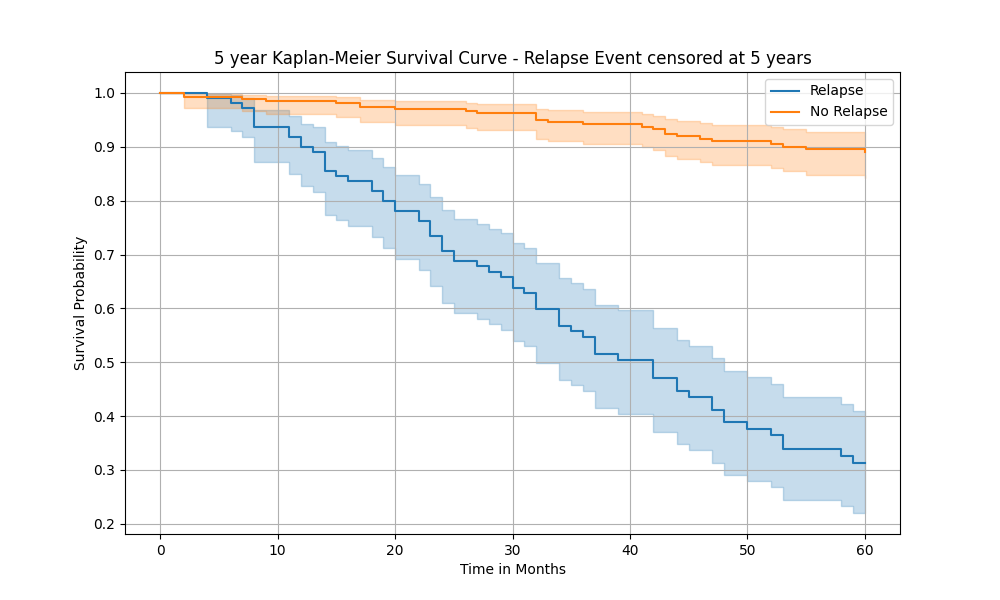 5 year Kaplan-Meier Survival Curve - Relapse Event censored at 5 years
Relapse
No Relapse
Survival Probability
1.0
0.9
0.8
0.7
0.6
0.5
0.4
0.3
0.2
0 10 20 30 40 50 60
Time in Months